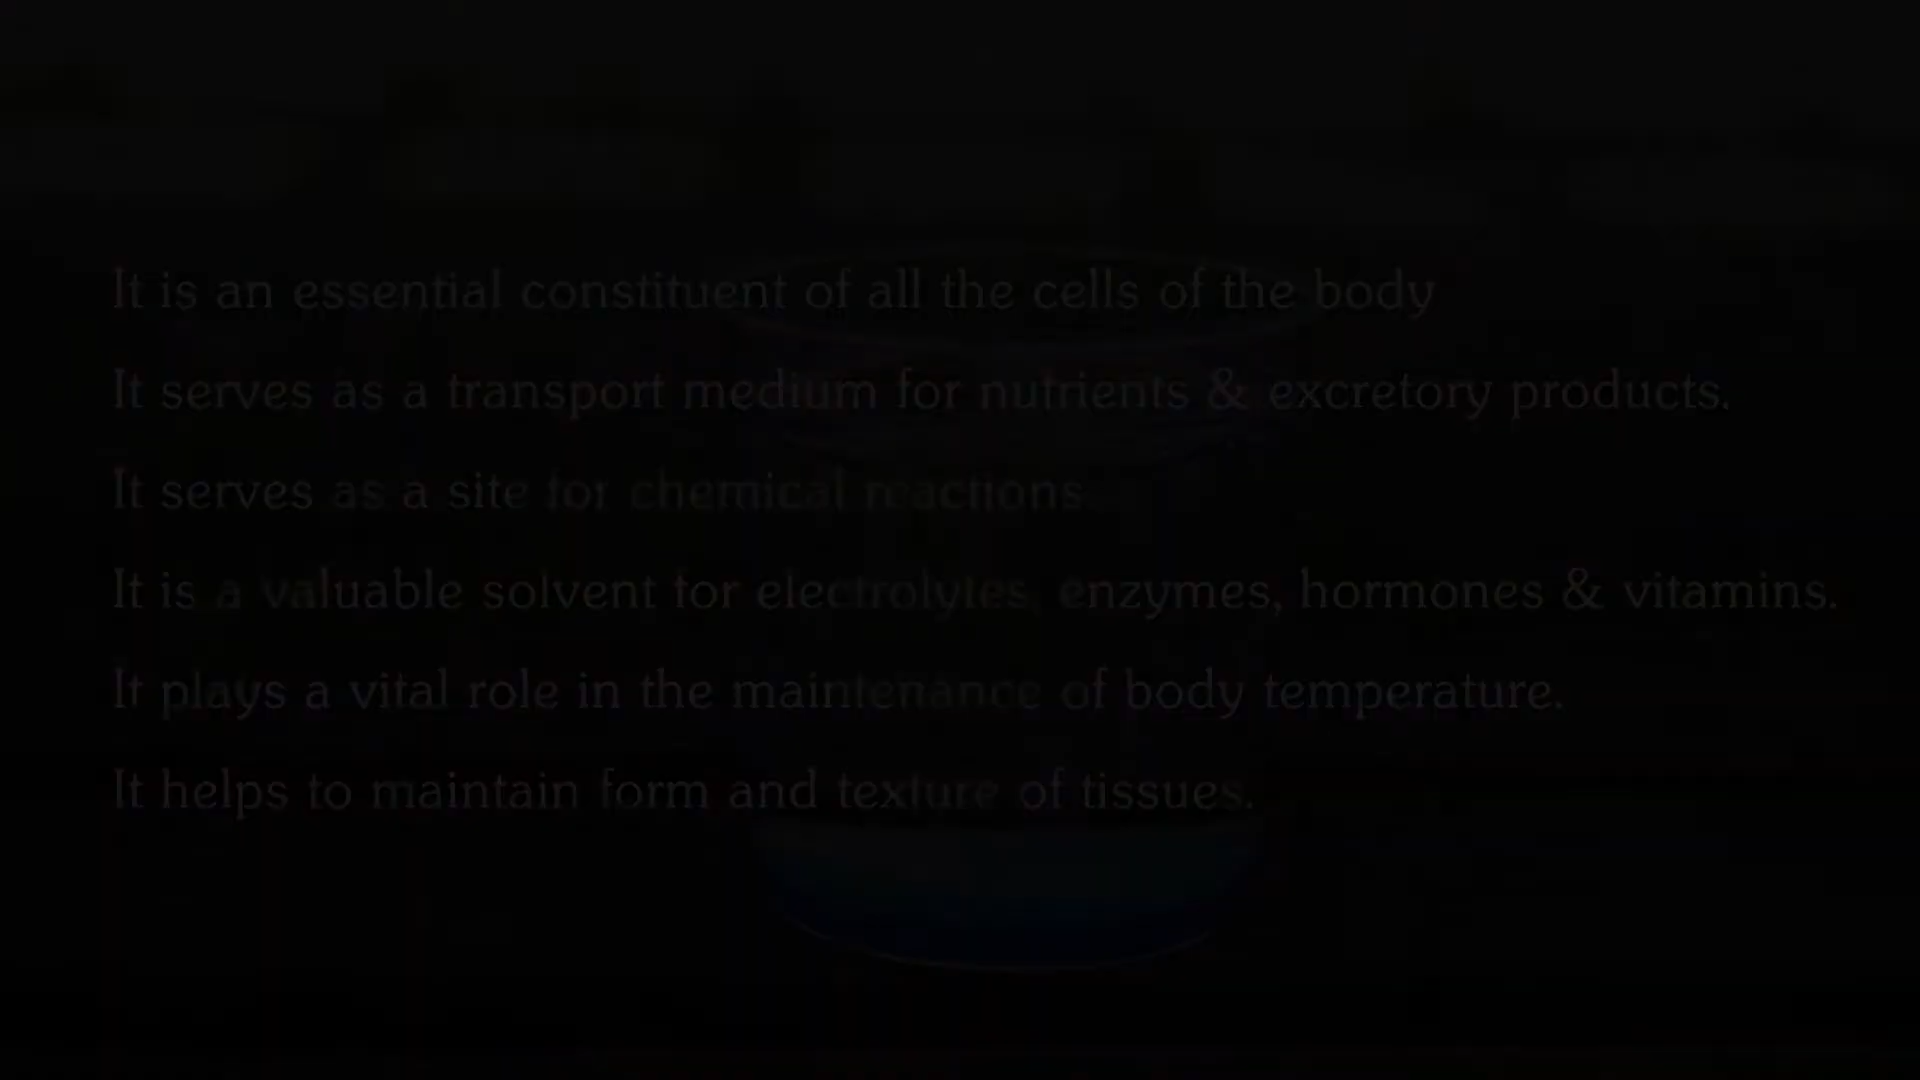 It is an essential constituent of all the cells of the body
It serves as a transport medium for nutrients & excretory products.
It serves as a site for chemical reactions.
It is a valuable solvent for electrolytes, enzymes, hormones & vitamins.
It plays a vital role in the maintenance of body temperature.
It helps to maintain form and texture of tissues.